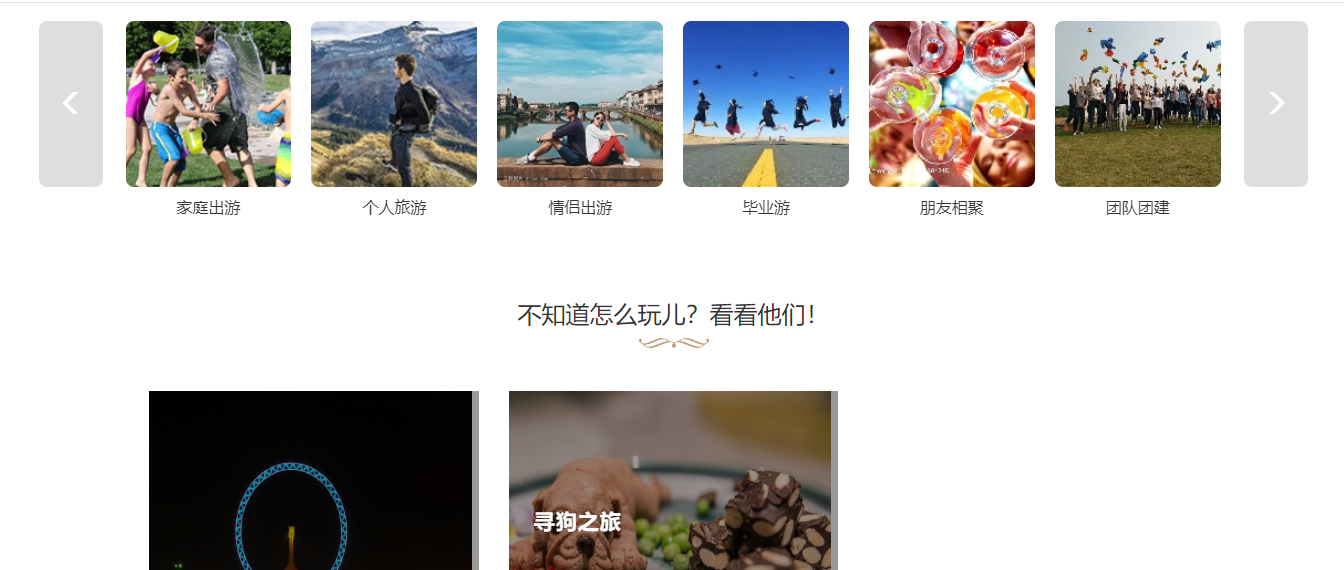 家庭出游
个人旅游
情侣出游
毕业游
朋友相聚
团队团建
不知道怎么玩儿？看看他们！
寻狗之旅